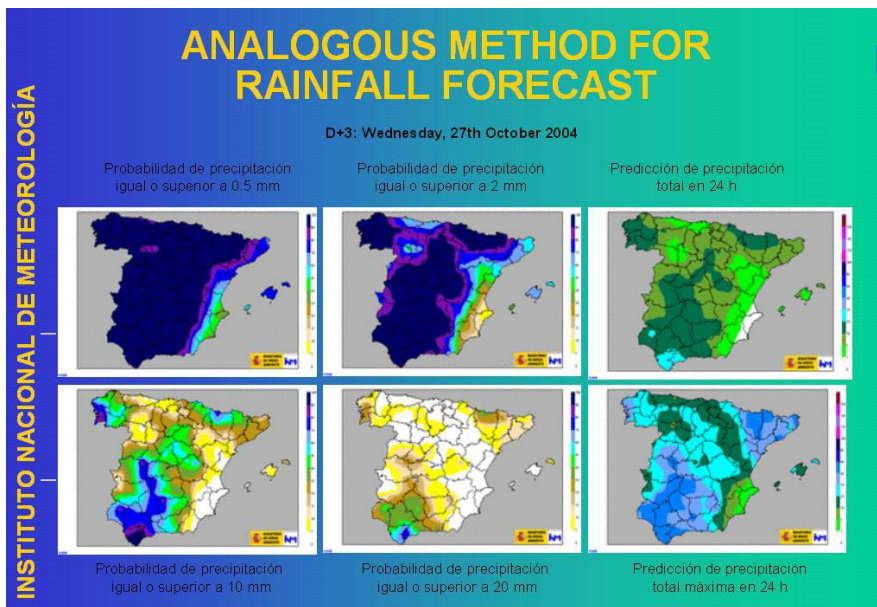 ANALOGOUS METHOD FOR
RAINFALL FORECAST
INSTITUTO NACIONAL DE METEOROLOGÍA
D+3: Wednesday, 27th October 2004
Probabilidad de precipitación
igual o superior a 0.5 mm
Probabilidad de precipitación
igual o superior a 2 mm
Predicción de precipitación
total en 24 h
Probabilidad de precipitación
igual o superior a 10 mm
Probabilidad de precipitación
igual o superior a 20 mm
Predicción de precipitación
total máxima en 24 h